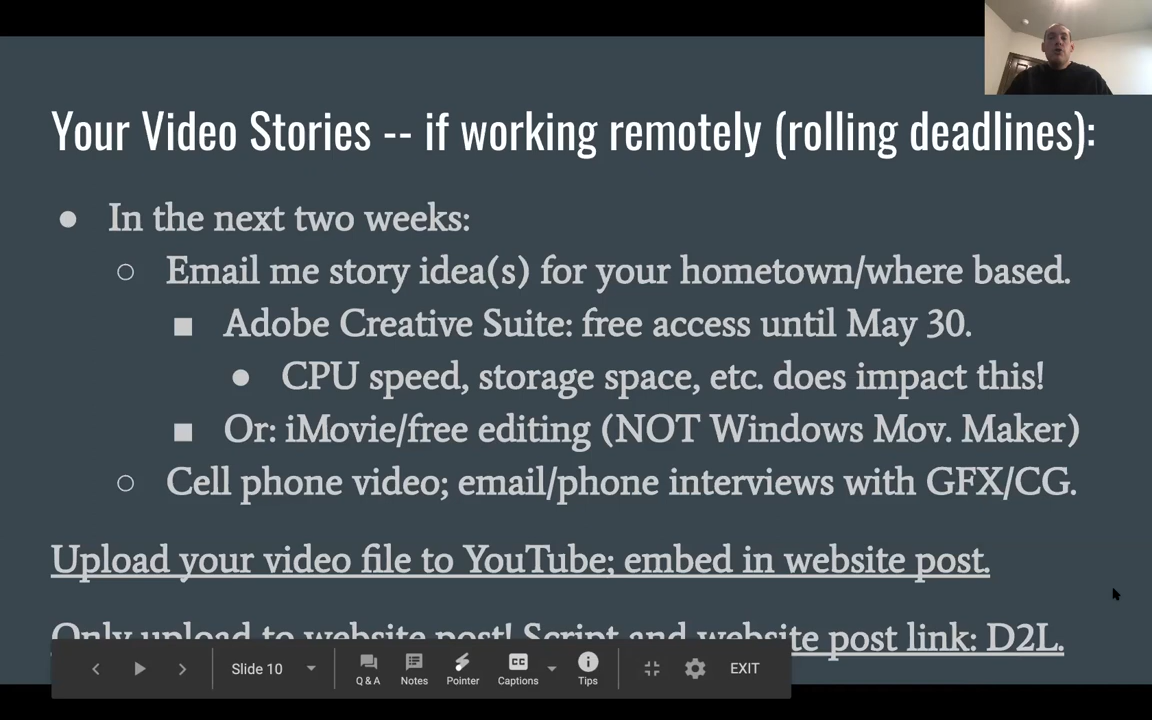 Your Video Stories -- if working remotely (rolling deadlines):
● In the next two weeks:
○ Email me story idea(s) for your hometown/where based.
■ Adobe Creative Suite: free access until May 30.
● CPU speed, storage space, etc. does impact this!
■ Or: iMovie/free editing (NOT Windows Mov. Maker)
○ Cell phone video; email/phone interviews with GFX/CG.
Upload your video file to YouTube; embed in website post.
Only upload to website post! Script and website post link: D2L.
Slide 10
Q & A
Notes
Pointer
CC
Captions
Tips
EXIT